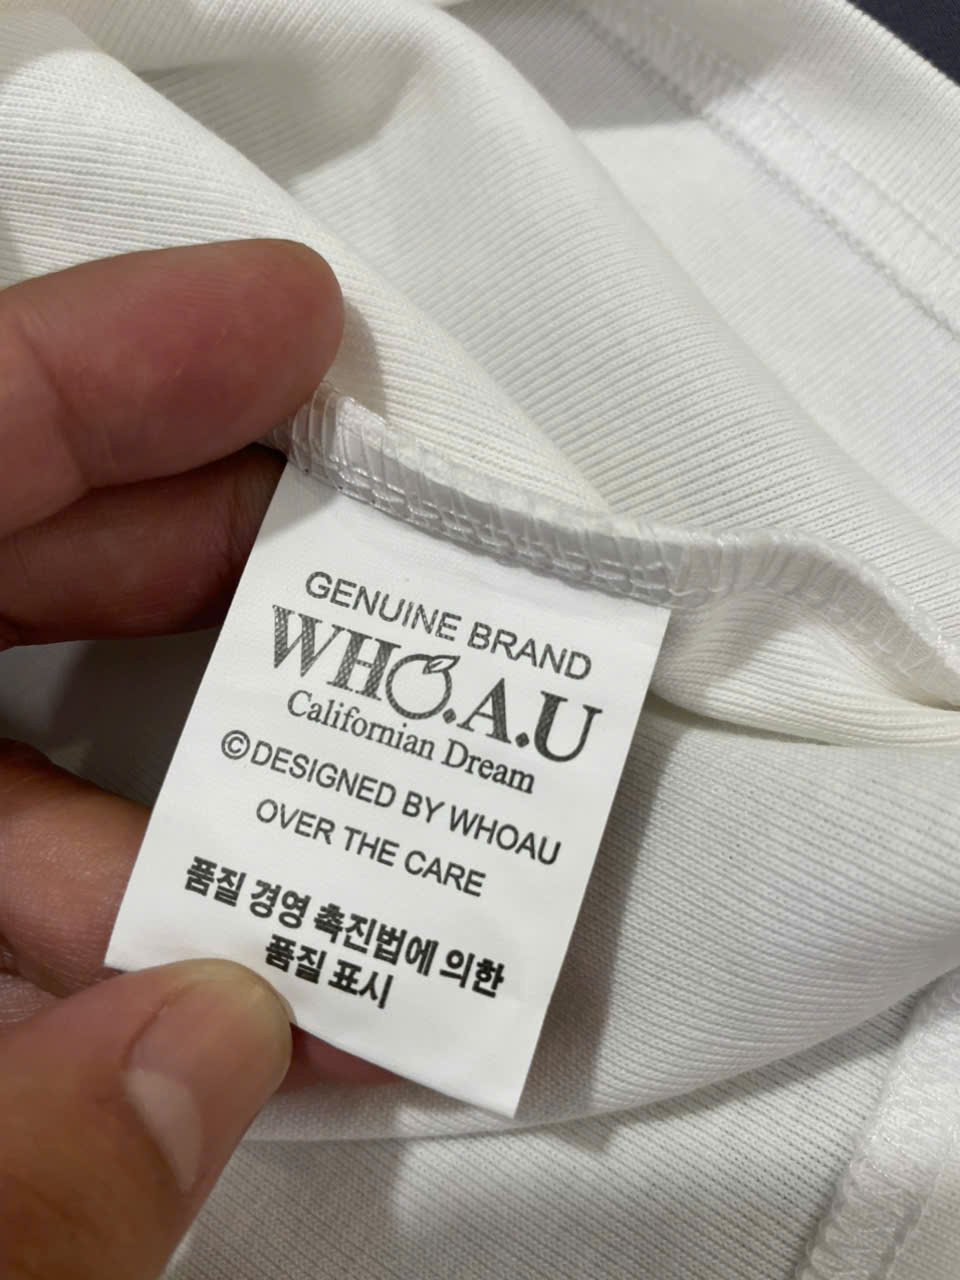 GENUINE BRAND
WHO.A.U
Californian Dream
© DESIGNED BY WHOAU
OVER THE CARE
품질 경영 촉진법에 의한
품질 표시